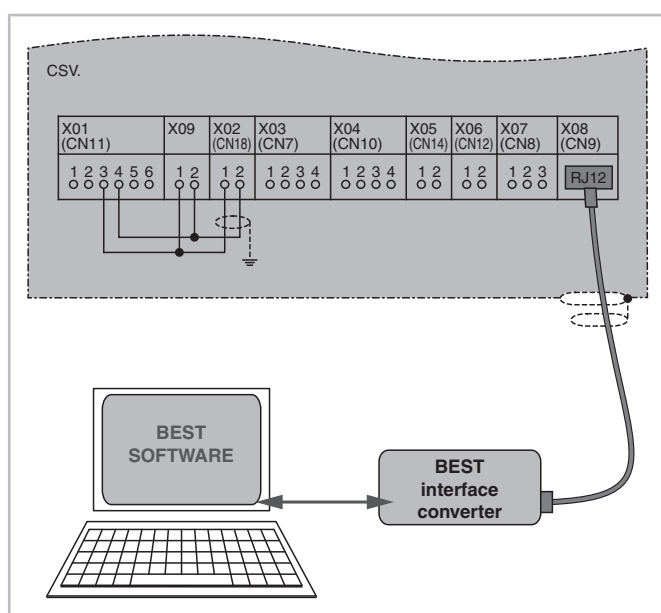 CSV.
X01 X09 X02 X03 X04 X05 X06 X07 X08
(CN11) (CN18) (CN7) (CN10) (CN14) (CN12) (CN8) (CN9)
1 2 3 4 5 6 1 2 1 2 1 2 3 4 1 2 3 4 1 2 1 2 1 2 3 RJ12
BEST
SOFTWARE
BEST
interface
converter